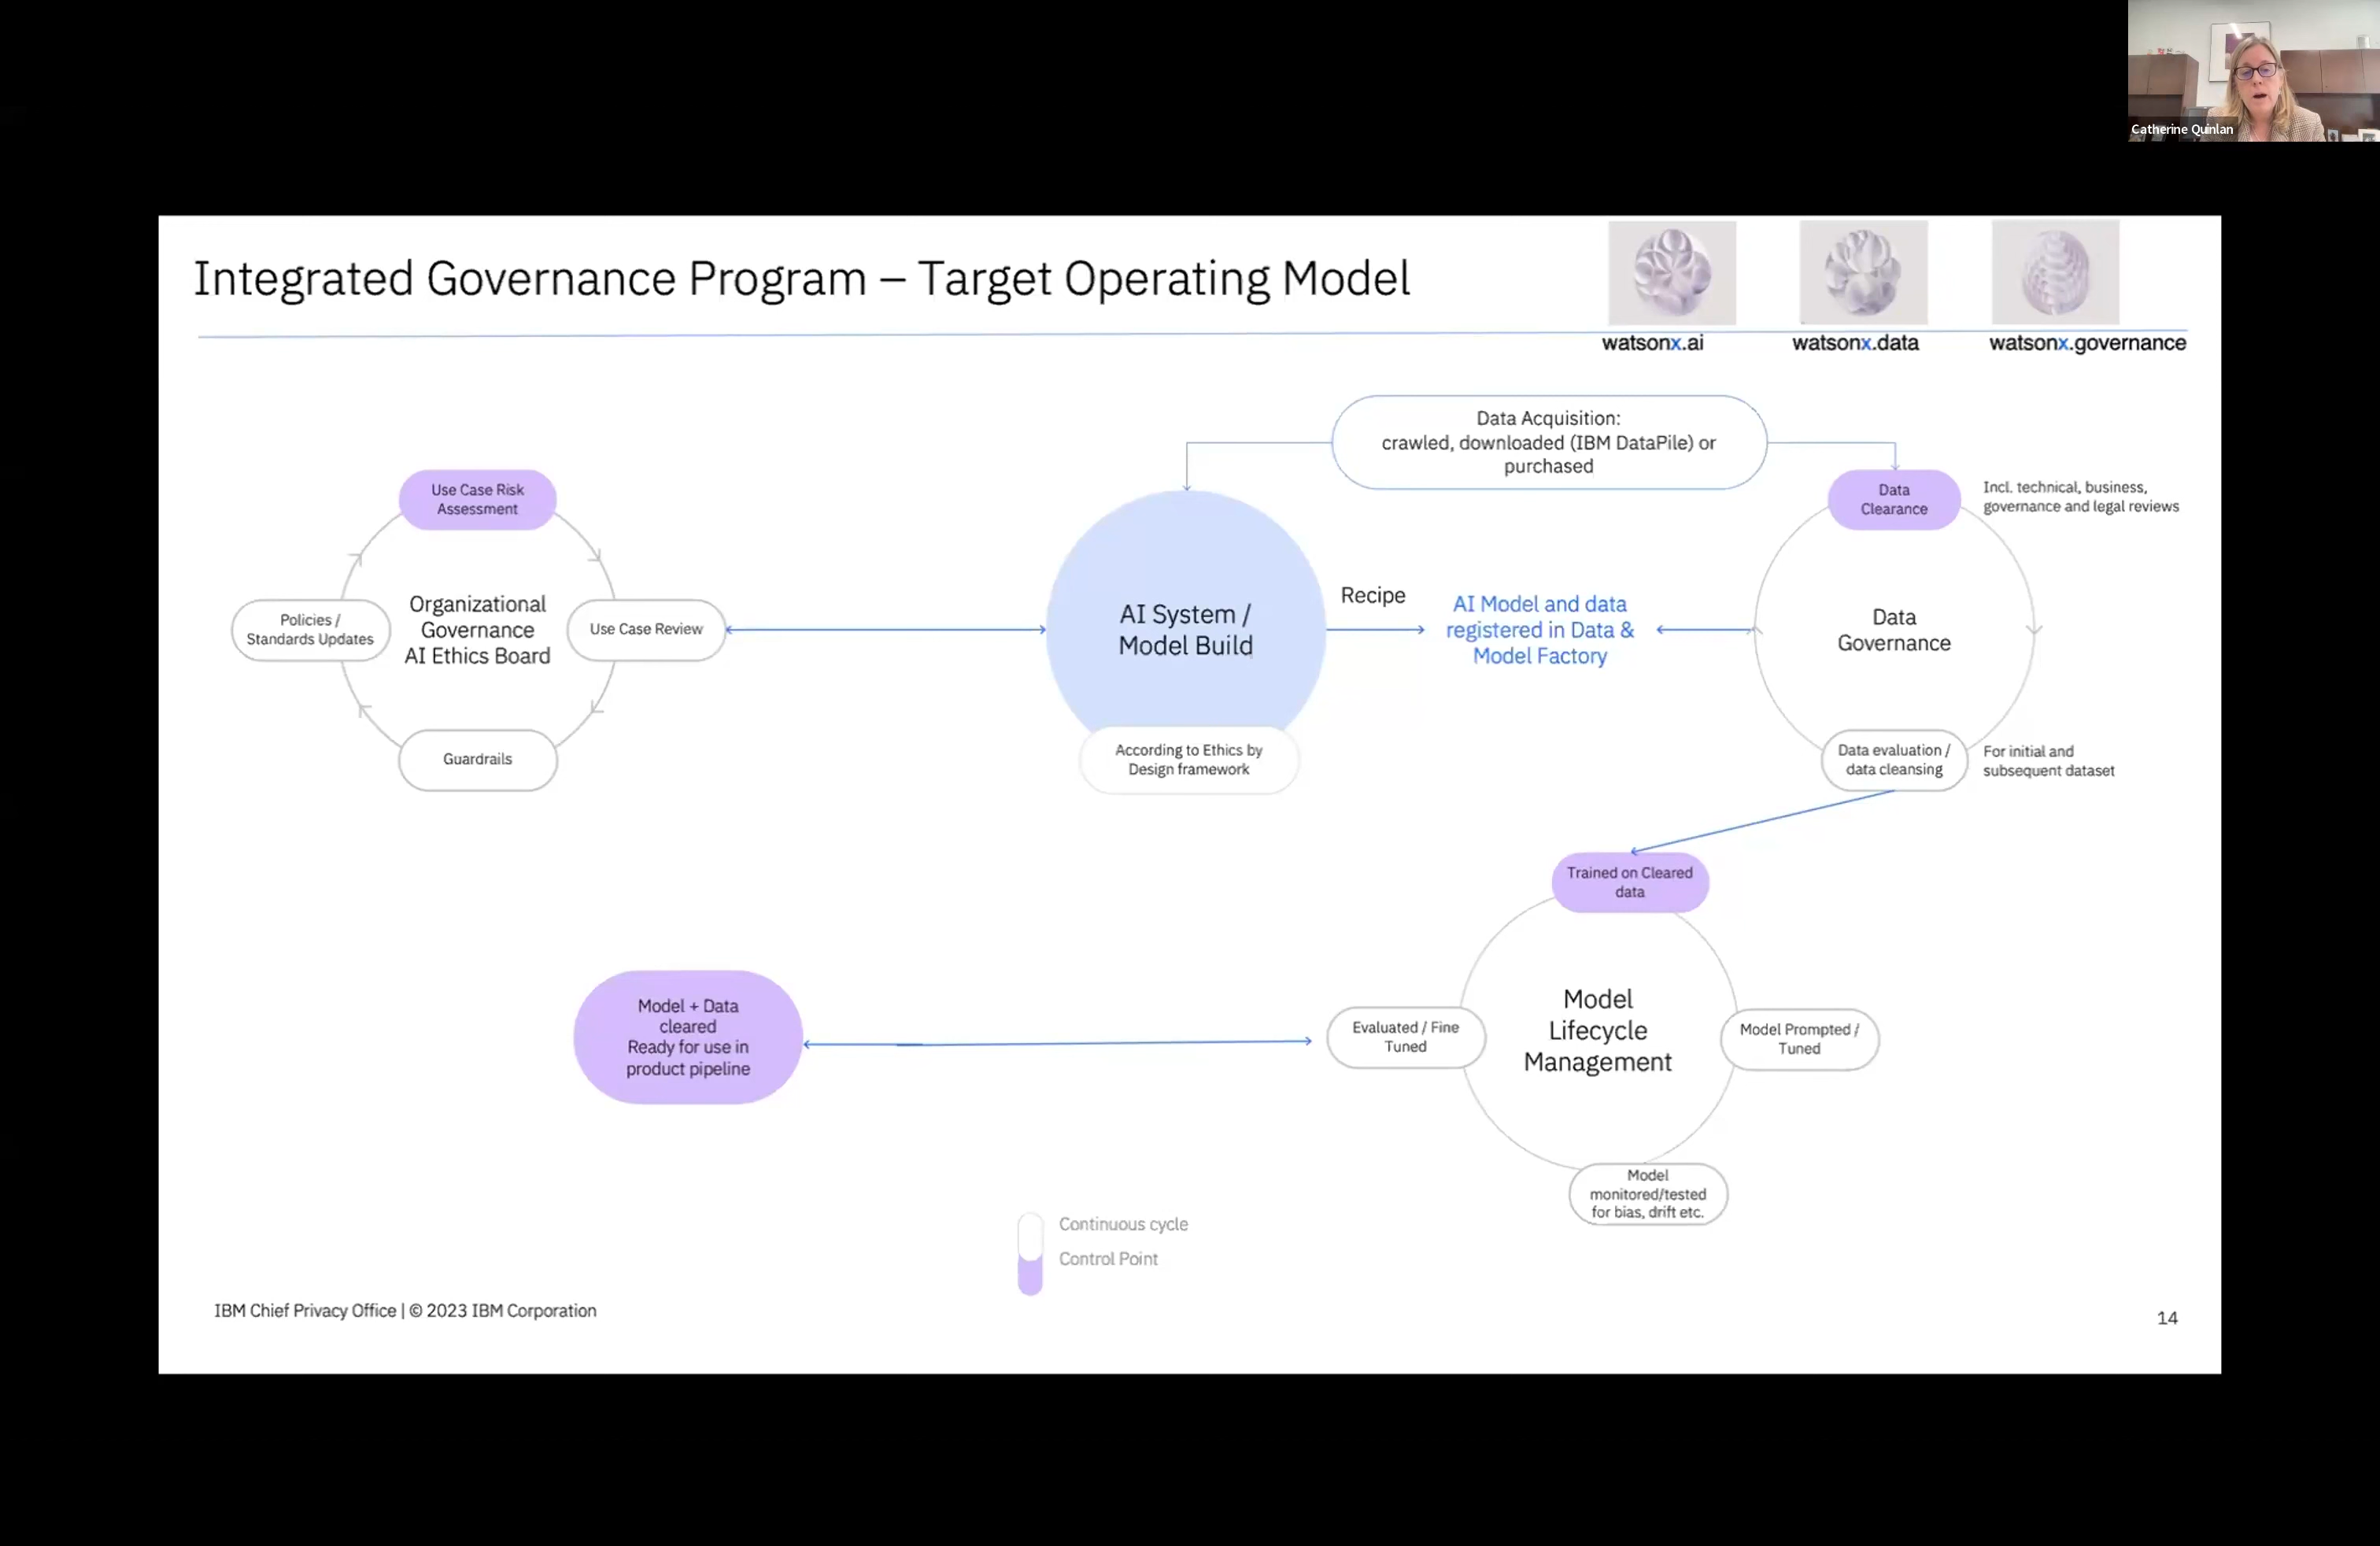 Catherine Quinlan
Integrated Governance Program – Target Operating Model
watsonx.ai
watsonx.data
watsonx.governance
Data Acquisition:
crawled, downloaded (IBM DataPile) or
purchased
Use Case Risk
Assessment
Policies /
Standards Updates
Organizational
Governance
AI Ethics Board
Use Case Review
Guardrails
AI System /
Model Build
According to Ethics by
Design framework
Recipe
AI Model and data
registered in Data &
Model Factory
Data
Clearance
Incl. technical, business,
governance and legal reviews
Data
Governance
Data evaluation /
data cleansing
For initial and
subsequent dataset
Trained on Cleared
data
Model
Lifecycle
Management
Model Prompted /
Tuned
Model
monitored/tested
for bias, drift etc.
Evaluated / Fine
Tuned
Model + Data
cleared
Ready for use in
product pipeline
Continuous cycle
Control Point
IBM Chief Privacy Office | © 2023 IBM Corporation
14